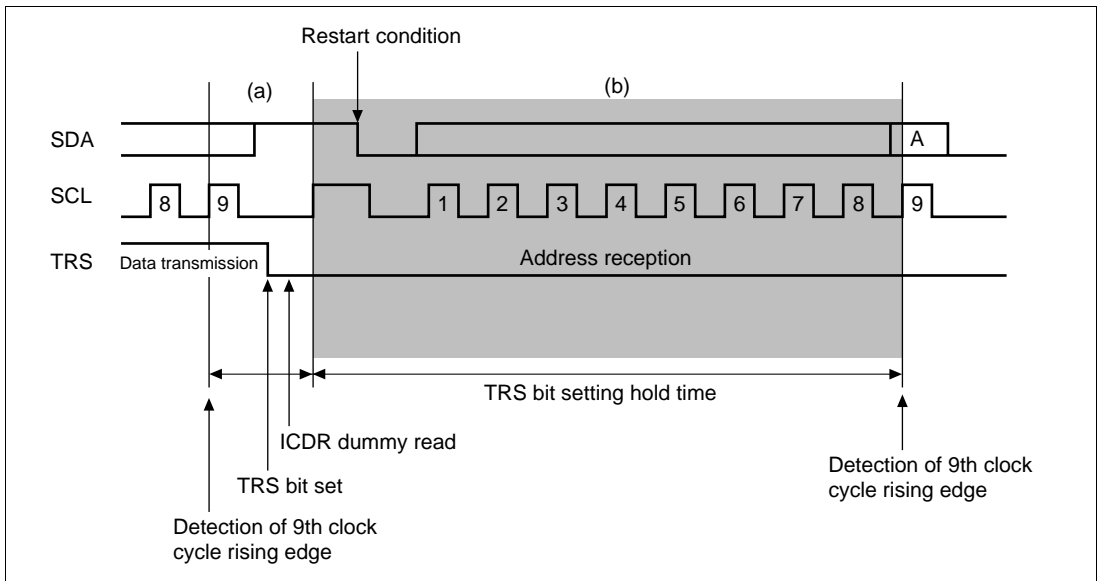 Restart condition
(a)
(b)
SDA
A
SCL
8 9 1 2 3 4 5 6 7 8 9
TRS
Data transmission
Address reception
TRS bit setting hold time
ICDR dummy read
TRS bit set
Detection of 9th clock
cycle rising edge
Detection of 9th clock
cycle rising edge